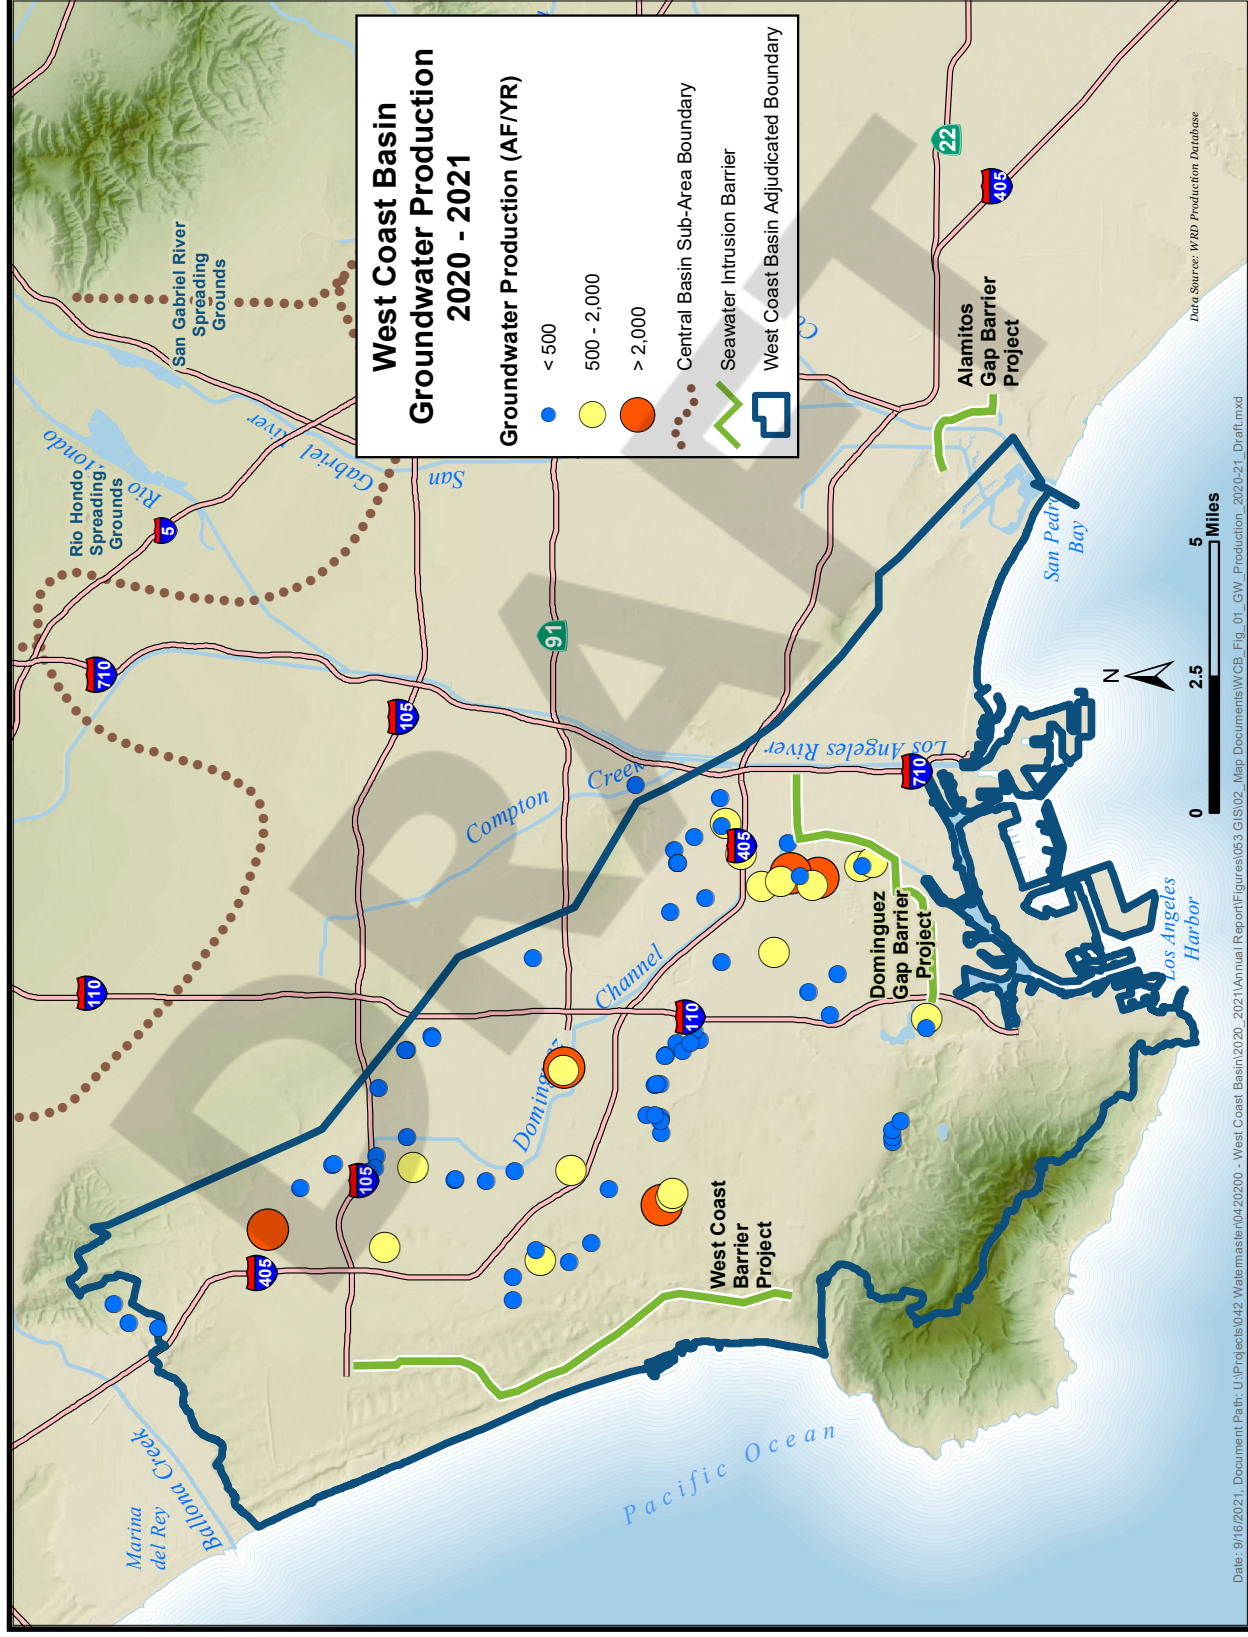 West Coast Basin
Groundwater Production
2020 - 2021
Groundwater Production (AF/YR)
< 500
500 - 2,000
> 2,000
Central Basin Sub-Area Boundary
Seawater Intrusion Barrier
West Coast Basin Adjudicated Boundary
DRAFT
San Gabriel River
Spreading
Grounds
Rio Hondo
Spreading
Grounds
Rio Hondo
San Gabriel River
5
710
105
110
91
22
405
405
405
105
110
710
Compton Creek
Los Angeles River
Dominguez Channel
Ballona Creek
Marina
del Rey
Pacific Ocean
West Coast
Barrier
Project
Dominguez
Gap Barrier
Project
Alamitos
Gap Barrier
Project
Los Angeles
Harbor
San Pedro
Bay
N
0 2.5 5
Miles
Data Source: WRD Production Database
Date: 9/16/2021, Document Path: U:\Projects\042 Watermaster\0420200 - West Coast Basin\2020_2021\Annual Report\Figures\053 GIS\02_Map Documents\WCB_Fig_01_GW_Production_2020-21_Draft.mxd